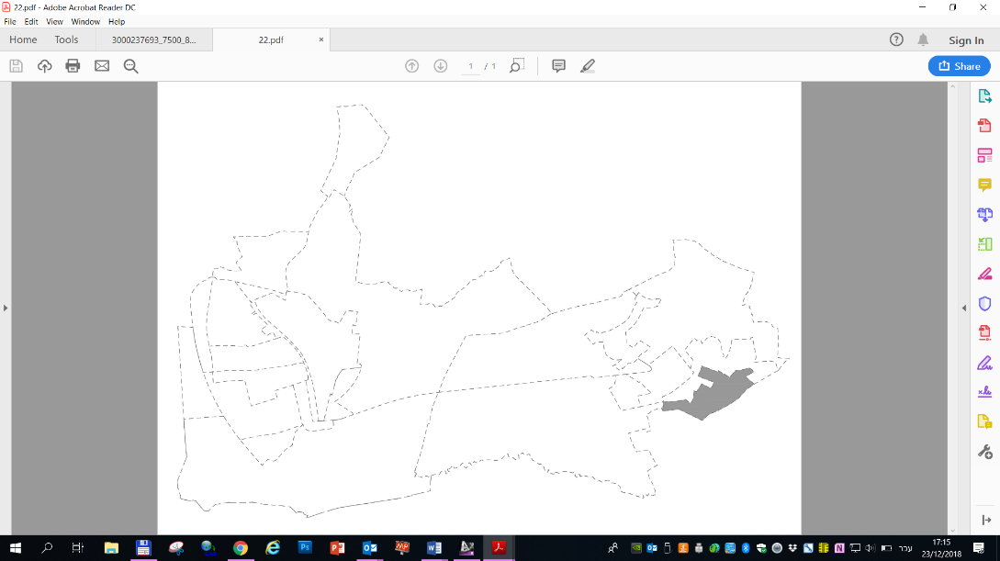 22.pdf - Adobe Acrobat Reader DC
File Edit View Window Help
Home Tools 3000237693_7500_8... 22.pdf × ? Sign In
1 / 1 Share
17:15
עבר
23/12/2018